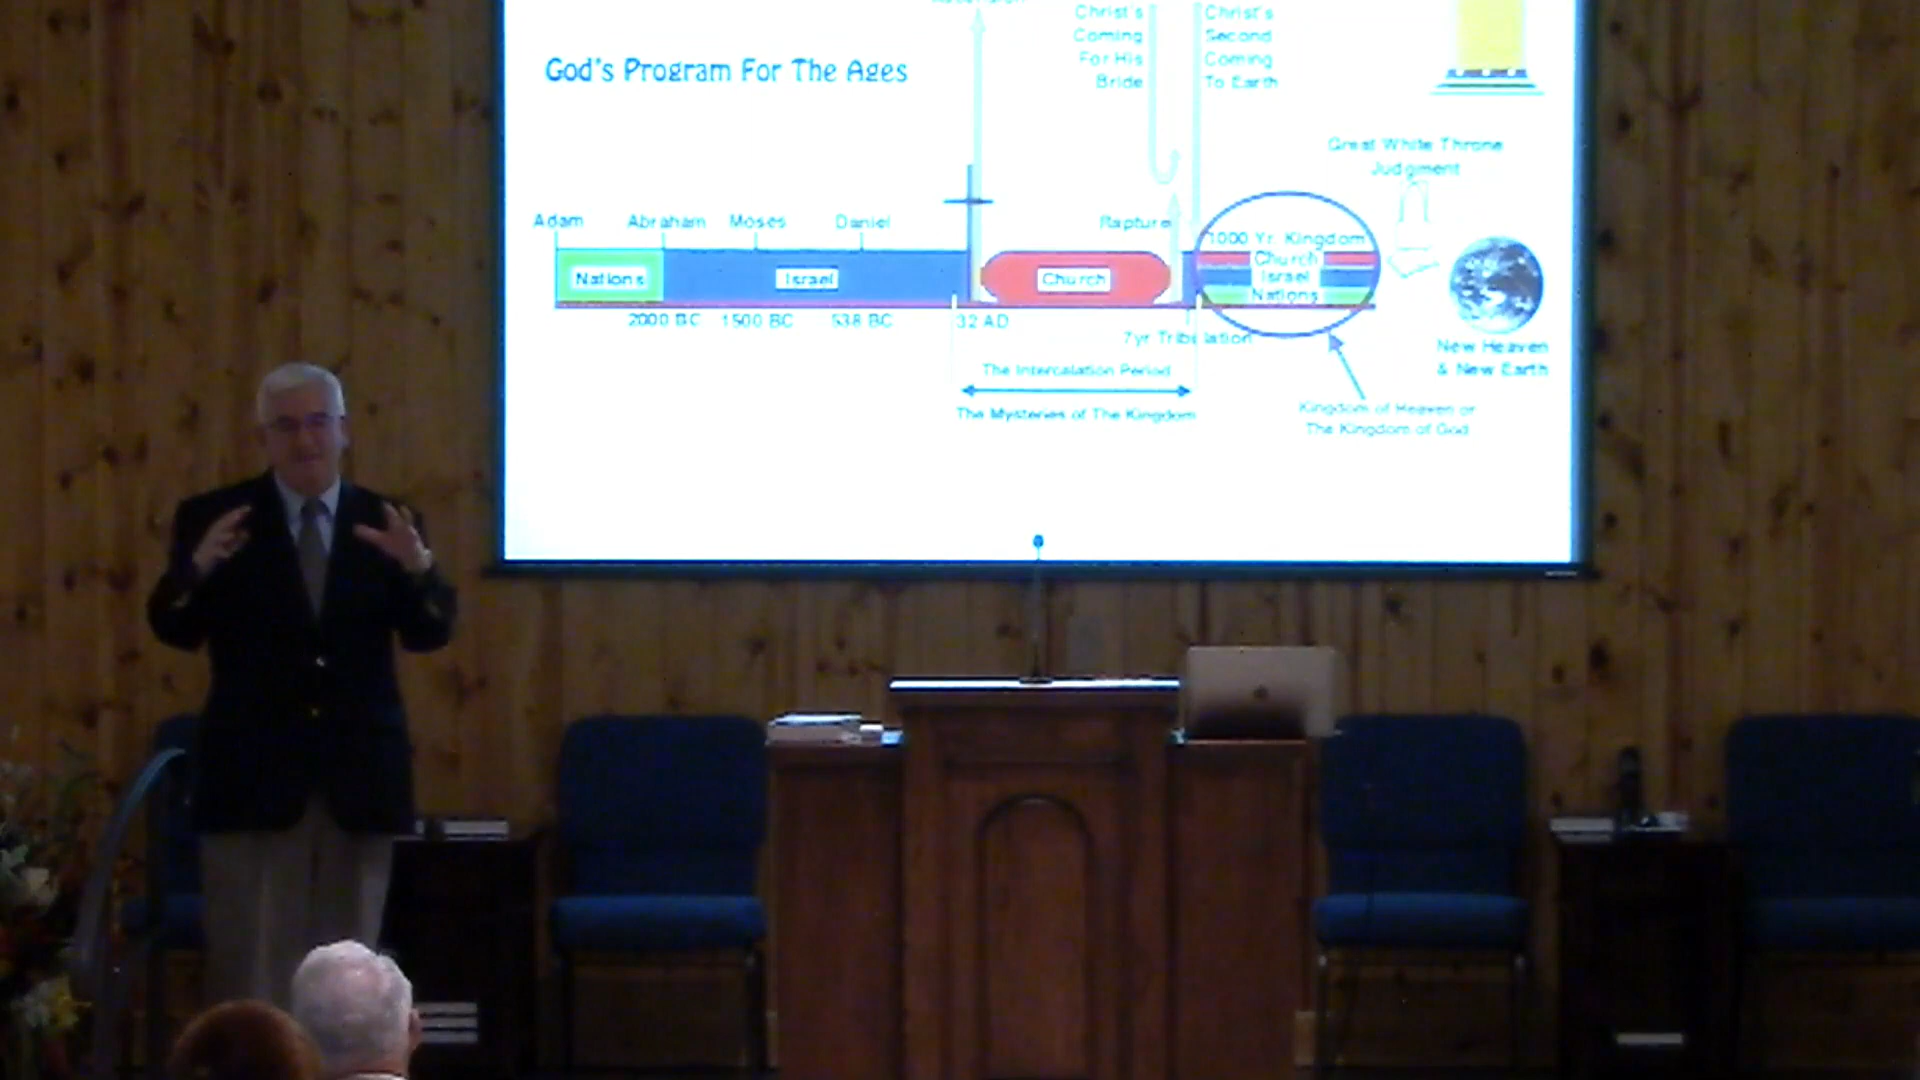 Christ's
Coming
For His
Bride
Christ's
Second
Coming
To Earth
God's Program For The Ages
Great White Throne
Judgment
Adam
Abraham
Moses
Daniel
Rapture
1000 Yr. Kingdom
Church
Israel
Nations
Nations
Israel
Church
2000 BC
1500 BC
538 BC
32 AD
7yr Tribulation
New Heaven
& New Earth
The Intercalation Period
The Mysteries of The Kingdom
Kingdom of Heaven or
The Kingdom of God